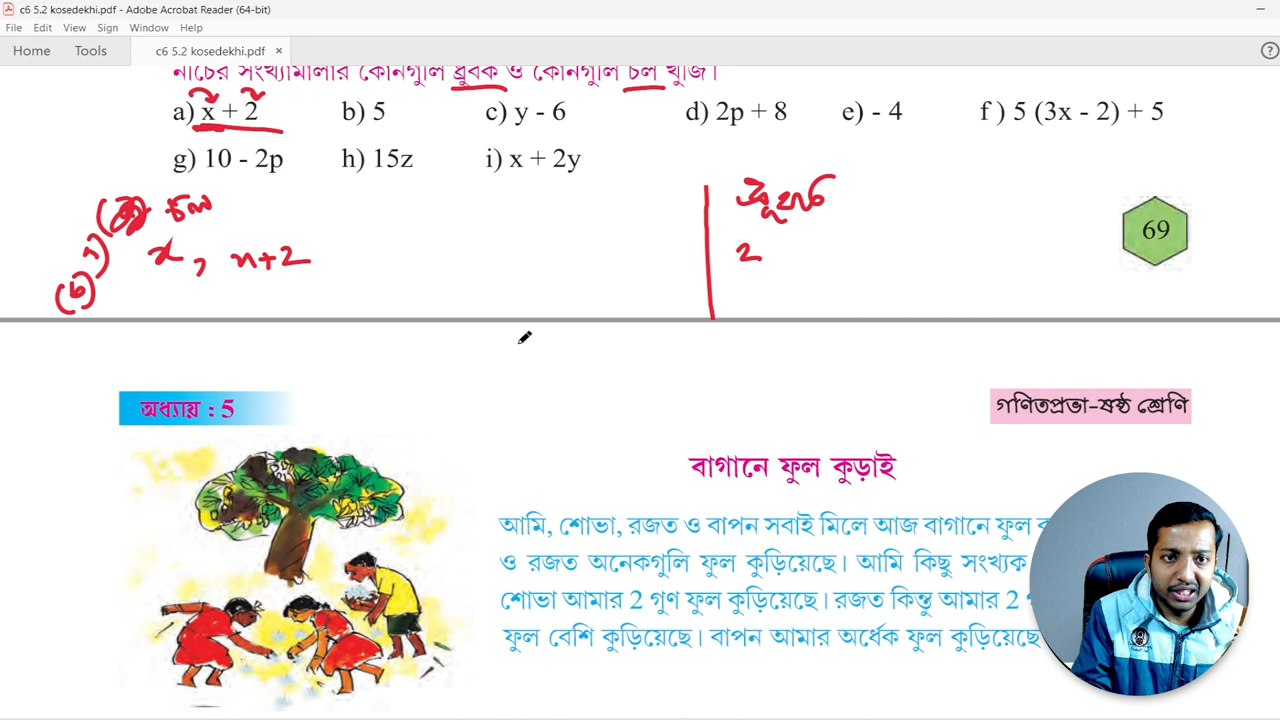 c6 5.2 kosedekhi.pdf - Adobe Acrobat Reader (64-bit)
File Edit View Sign Window Help
Home Tools c6 5.2 kosedekhi.pdf ×
নীচের সংখ্যামালার কোনগুলি ধ্রুবক ও কোনগুলি চল খুঁজি।
a) x + 2 b) 5 c) y - 6 d) 2p + 8 e) - 4 f) 5 (3x - 2) + 5
g) 10 - 2p h) 15z i) x + 2y
চল
x, x+2
(b)
2
69
অধ্যায় : 5 গণিতপ্রভা-ষষ্ঠ শ্রেণি
বাগানে ফুল কুড়াই
আমি, শোভা, রজত ও বাপন সবাই মিলে আজ বাগানে ফুল
ও রজত অনেকগুলি ফুল কুড়িয়েছে। আমি কিছু সংখ্যক
শোভা আমার 2 গুণ ফুল কুড়িয়েছে। রজত কিন্তু আমার 2
ফুল বেশি কুড়িয়েছে। বাপন আমার অর্ধেক ফুল কুড়িয়েছে